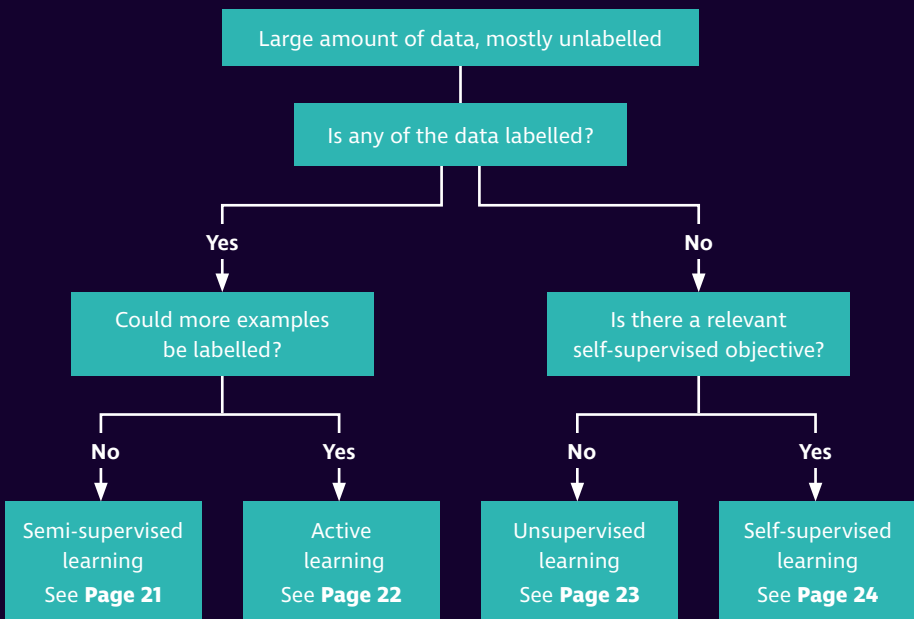 Large amount of data, mostly unlabelled
Is any of the data labelled?
Yes
No
Could more examples
be labelled?
Is there a relevant
self-supervised objective?
No
Yes
No
Yes
Semi-supervised
learning
See Page 21
Active
learning
See Page 22
Unsupervised
learning
See Page 23
Self-supervised
learning
See Page 24